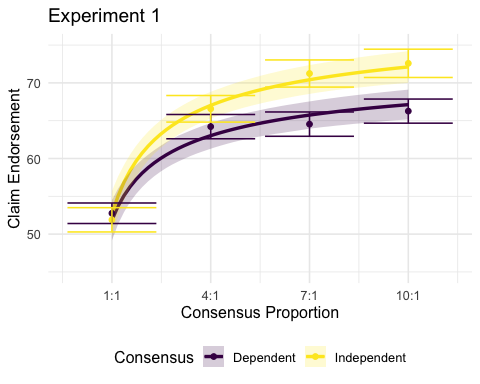 Experiment 1
Claim Endorsement
70
60
50
1:1 4:1 7:1 10:1
Consensus Proportion
Consensus Dependent Independent